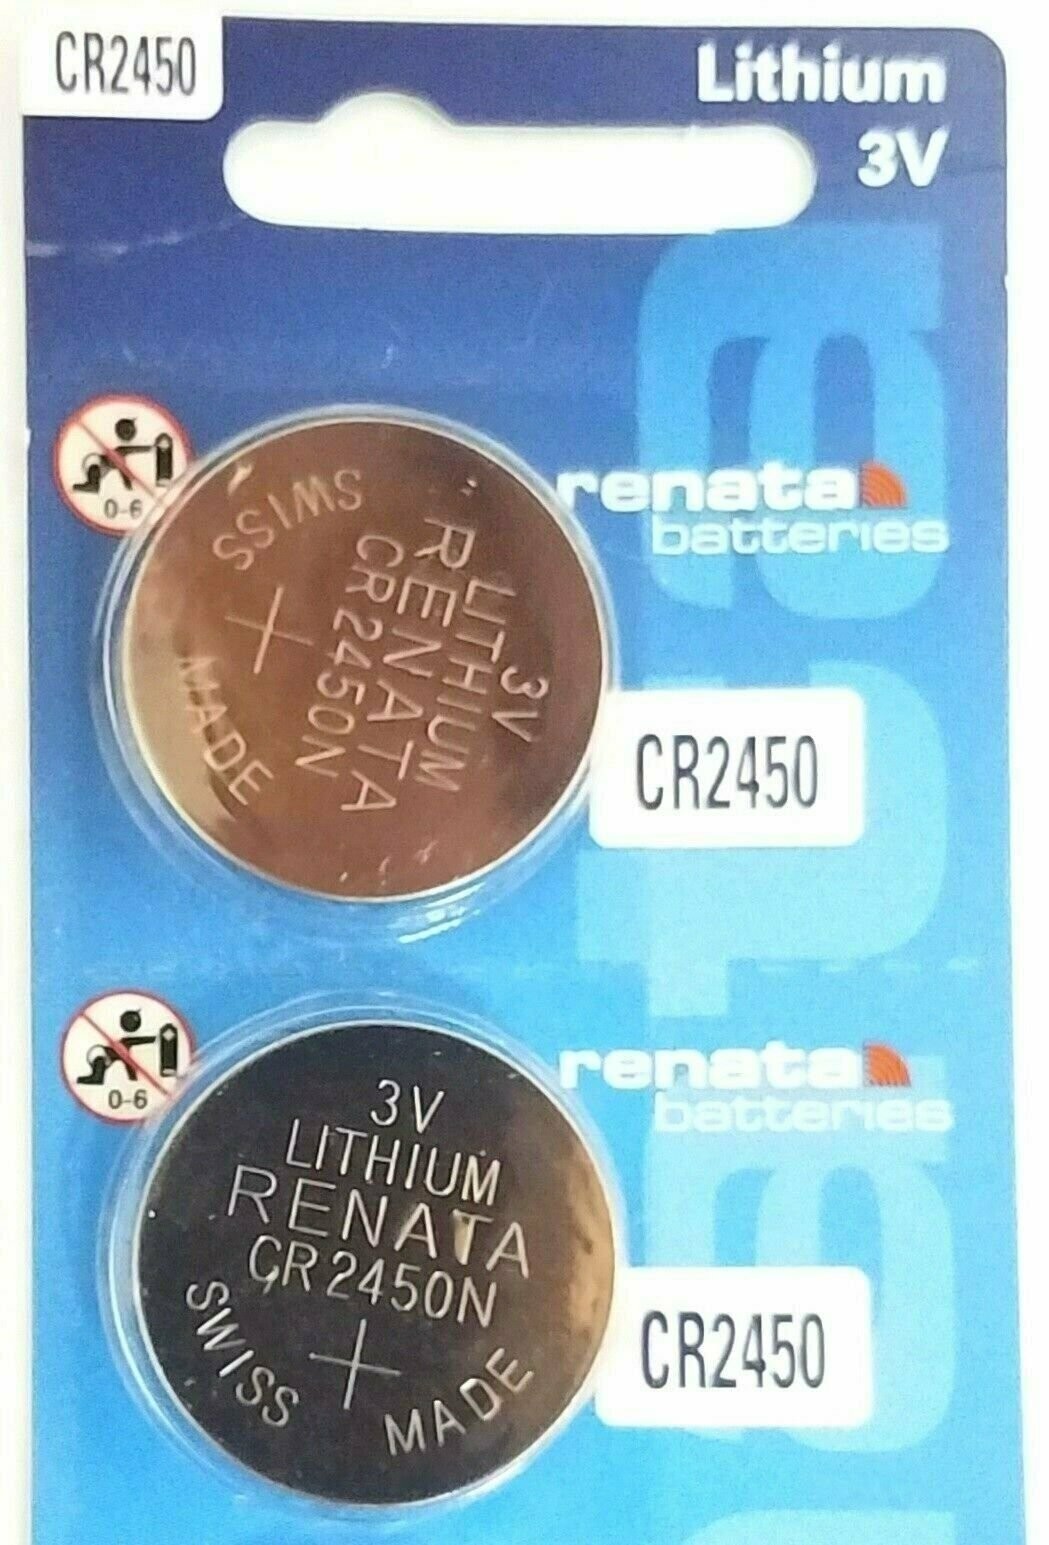 CR2450
Lithium
3V
0-6
renata
batteries
SWISS
MADE
3V
LITHIUM
RENATA
CR2450N
+
CR2450
0-6
renata
batteries
3V
LITHIUM
RENATA
CR2450N
+
SWISS
MADE
CR2450